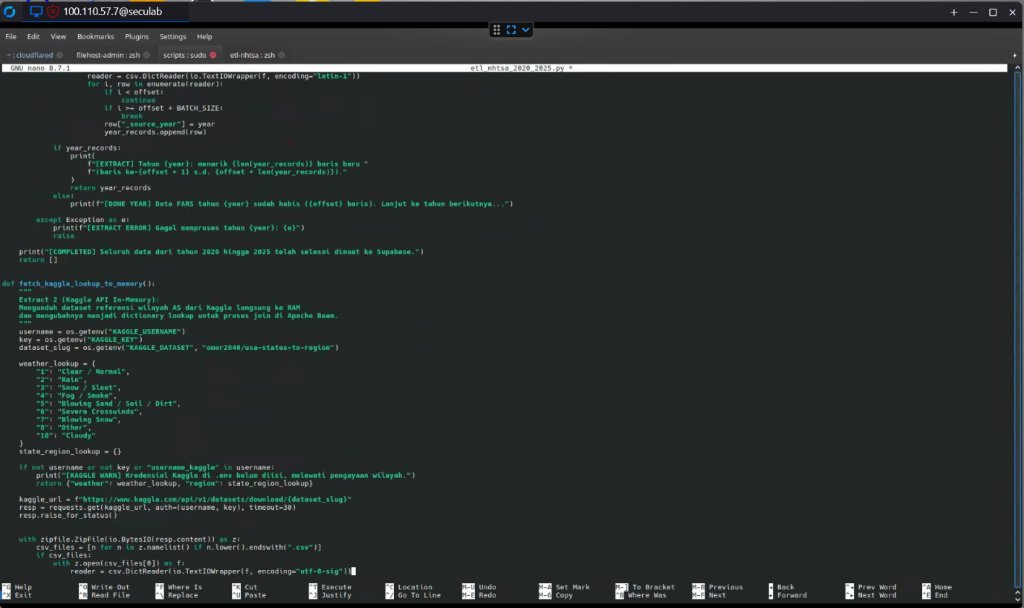 100.110.57.7@seculab
File Edit View Bookmarks Plugins Settings Help
~ : cloudflared filehost-admin : zsh scripts : sudo etl-nhtsa : zsh
GNU nano 8.7.1 etl_nhtsa_2020_2025.py *
reader = csv.DictReader(io.TextIOWrapper(f, encoding="latin-1"))
for i, row in enumerate(reader):
if i < offset:
continue
if i >= offset + BATCH_SIZE:
break
row["_source_year"] = year
year_records.append(row)
if year_records:
print(
f"[EXTRACT] Tahun {year}: menarik {len(year_records)} baris baru "
f"(baris ke-{offset + 1} s.d. {offset + len(year_records)})."
)
return year_records
else:
print(f"[DONE YEAR] Data FARS tahun {year} sudah habis ({offset} baris). Lanjut ke tahun berikutnya...")
except Exception as e:
print(f"[EXTRACT ERROR] Gagal memproses tahun {year}: {e}")
raise
print("[COMPLETED] Seluruh data dari tahun 2020 hingga 2025 telah selesai dimuat ke Supabase.")
return []
def fetch_kaggle_lookup_to_memory():
"""
Extract 2 (Kaggle API In-Memory):
Mengunduh dataset referensi wilayah AS dari Kaggle langsung ke RAM
dan mengubahnya menjadi dictionary lookup untuk proses join di Apache Beam.
"""
username = os.getenv("KAGGLE_USERNAME")
key = os.getenv("KAGGLE_KEY")
dataset_slug = os.getenv("KAGGLE_DATASET", "omer2040/usa-states-to-region")
weather_lookup = {
"1": "Clear / Normal",
"2": "Rain",
"3": "Snow / Sleet",
"4": "Fog / Smoke",
"5": "Blowing Sand / Soil / Dirt",
"6": "Severe Crosswinds",
"7": "Blowing Snow",
"8": "Other",
"10": "Cloudy"
}
state_region_lookup = {}
if not username or not key or "username_kaggle" in username:
print("[KAGGLE WARN] Kredensial Kaggle di .env belum diisi, melewati pengayaan wilayah.")
return {"weather": weather_lookup, "region": state_region_lookup}
kaggle_url = f"https://www.kaggle.com/api/v1/datasets/download/{dataset_slug}"
resp = requests.get(kaggle_url, auth=(username, key), timeout=30)
resp.raise_for_status()
with zipfile.ZipFile(io.BytesIO(resp.content)) as z:
csv_files = [n for n in z.namelist() if n.lower().endswith(".csv")]
if csv_files:
with z.open(csv_files[0]) as f:
reader = csv.DictReader(io.TextIOWrapper(f, encoding="utf-8-sig"))
^G Help ^O Write Out ^F Where Is ^K Cut ^T Execute ^C Location M-U Undo M-A Set Mark M-] To Bracket M-B Previous Back Prev Word ^A Home
^X Exit ^R Read File ^\ Replace ^U Paste ^J Justify ^/ Go To Line M-E Redo M-6 Copy ^B Where Was M-F Next Forward Next Word ^E End